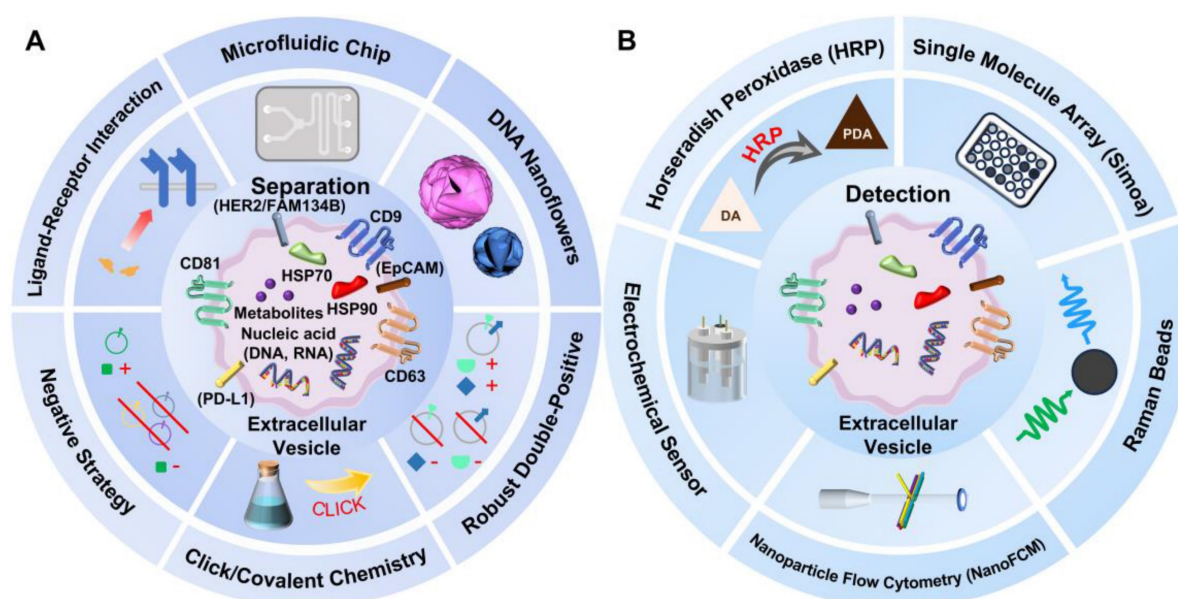 A
Microfluidic Chip
Ligand-Receptor Interaction
DNA Nanoflowers
Separation
(HER2/FAM134B)
CD9
CD81
HSP70
(EpCAM)
Metabolites
HSP90
Nucleic acid
(DNA, RNA)
CD63
(PD-L1)
Extracellular
Vesicle
+
-
+
+
- -
CLICK
Negative Strategy
Click/Covalent Chemistry
Robust Double-Positive
B
Horseradish Peroxidase (HRP)
Single Molecule Array (Simoa)
HRP
PDA
DA
Detection
Electrochemical Sensor
Raman Beads
Extracellular
Vesicle
Nanoparticle Flow Cytometry (NanoFCM)